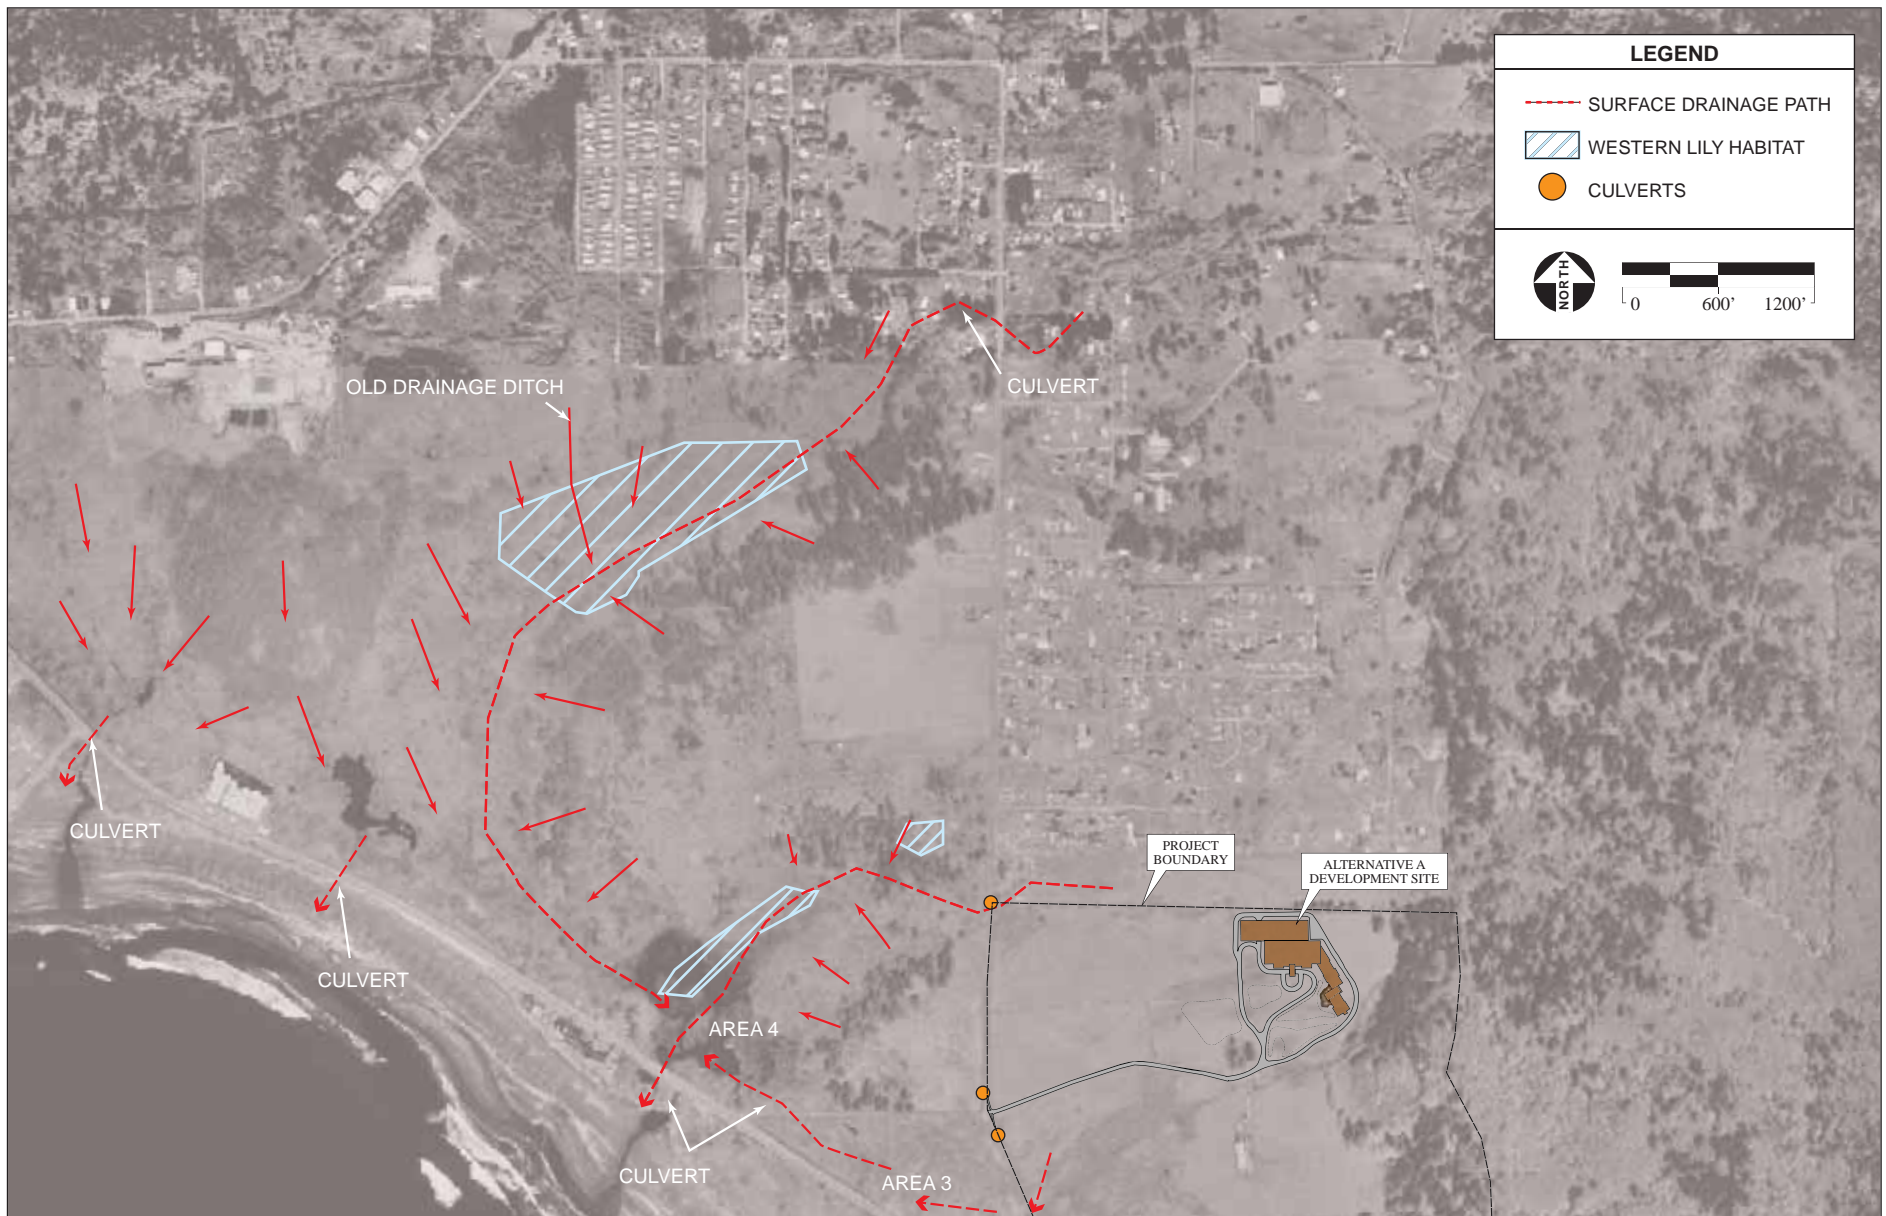 LEGEND
SURFACE DRAINAGE PATH
WESTERN LILY HABITAT
CULVERTS
NORTH
0 600’ 1200’
OLD DRAINAGE DITCH
CULVERT
CULVERT
PROJECT
BOUNDARY
ALTERNATIVE A
DEVELOPMENT SITE
CULVERT
AREA 4
CULVERT
AREA 3